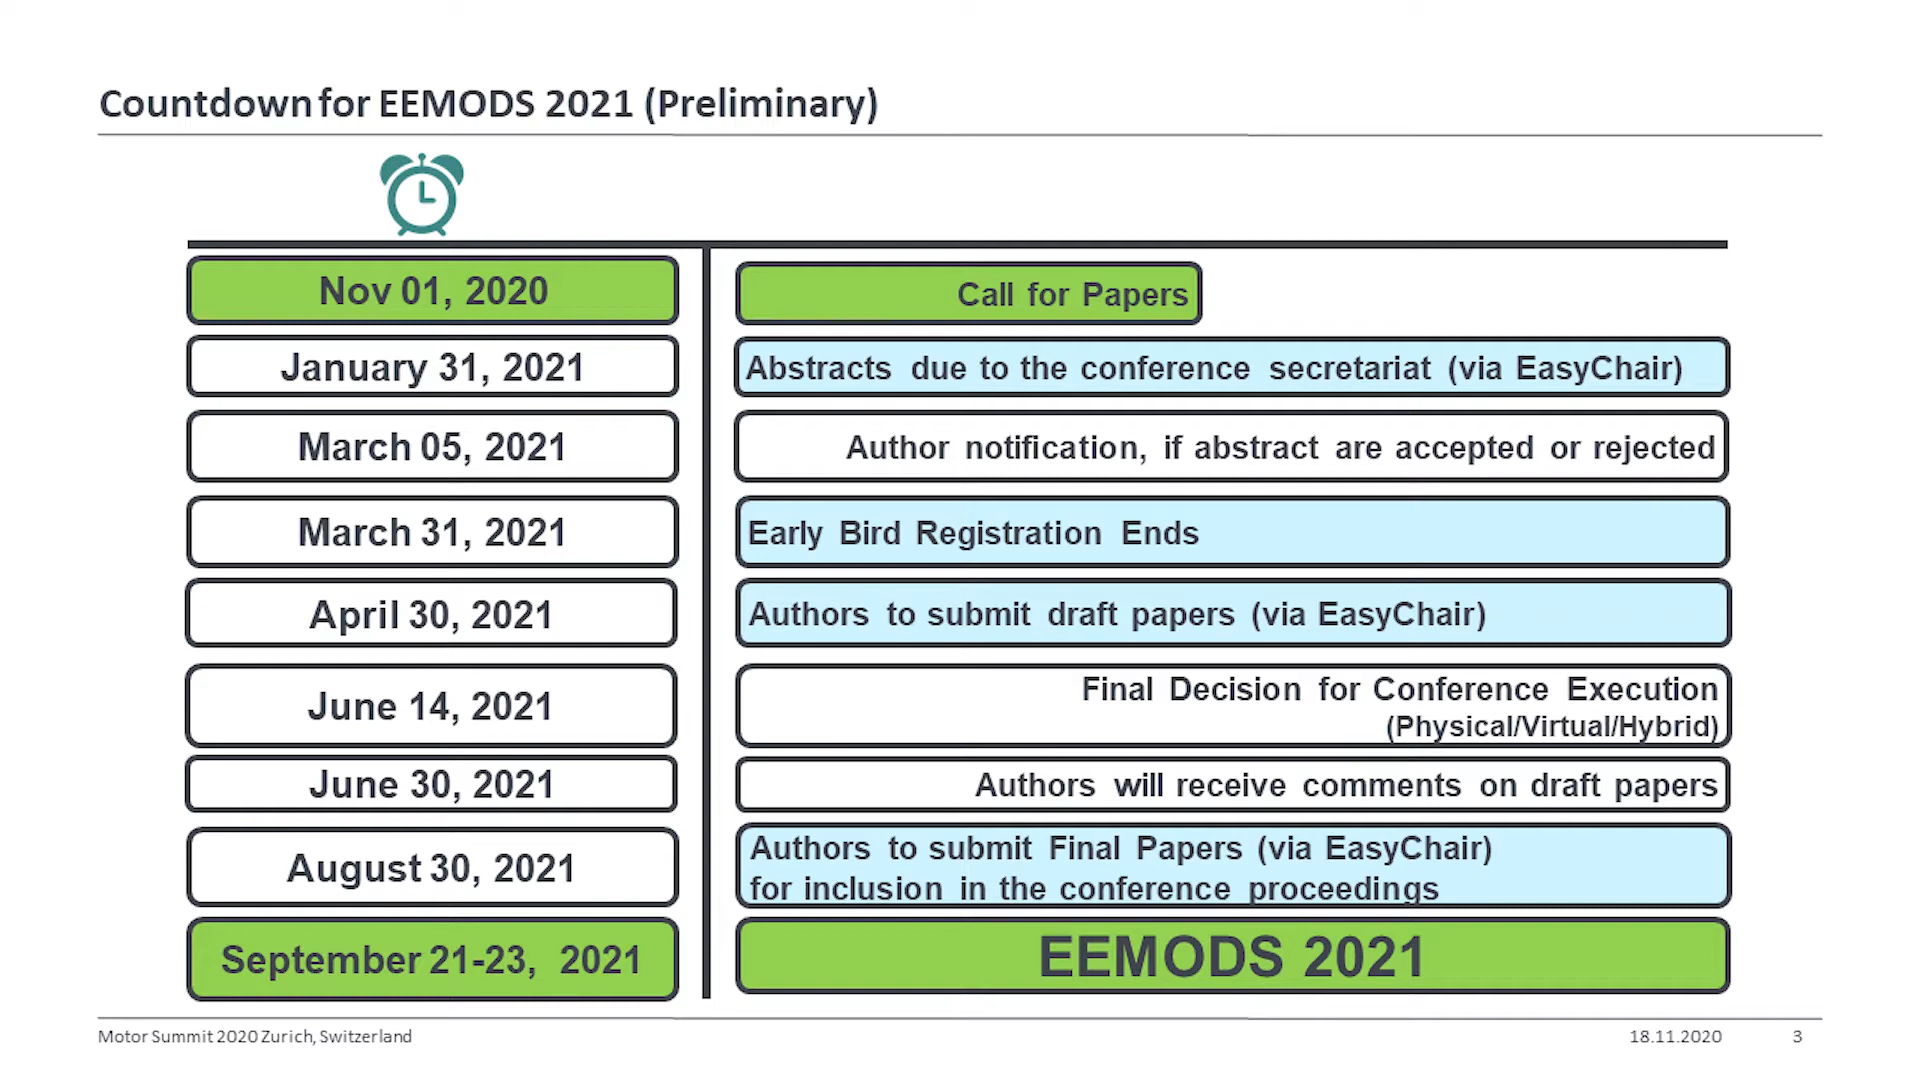 Countdown for EEMODS 2021 (Preliminary)
Nov 01, 2020
Call for Papers
January 31, 2021
Abstracts due to the conference secretariat (via EasyChair)
March 05, 2021
Author notification, if abstract are accepted or rejected
March 31, 2021
Early Bird Registration Ends
April 30, 2021
Authors to submit draft papers (via EasyChair)
June 14, 2021
Final Decision for Conference Execution
(Physical/Virtual/Hybrid)
June 30, 2021
Authors will receive comments on draft papers
August 30, 2021
Authors to submit Final Papers (via EasyChair)
for inclusion in the conference proceedings
September 21-23, 2021
EEMODS 2021
Motor Summit 2020 Zurich, Switzerland
18.11.2020
3